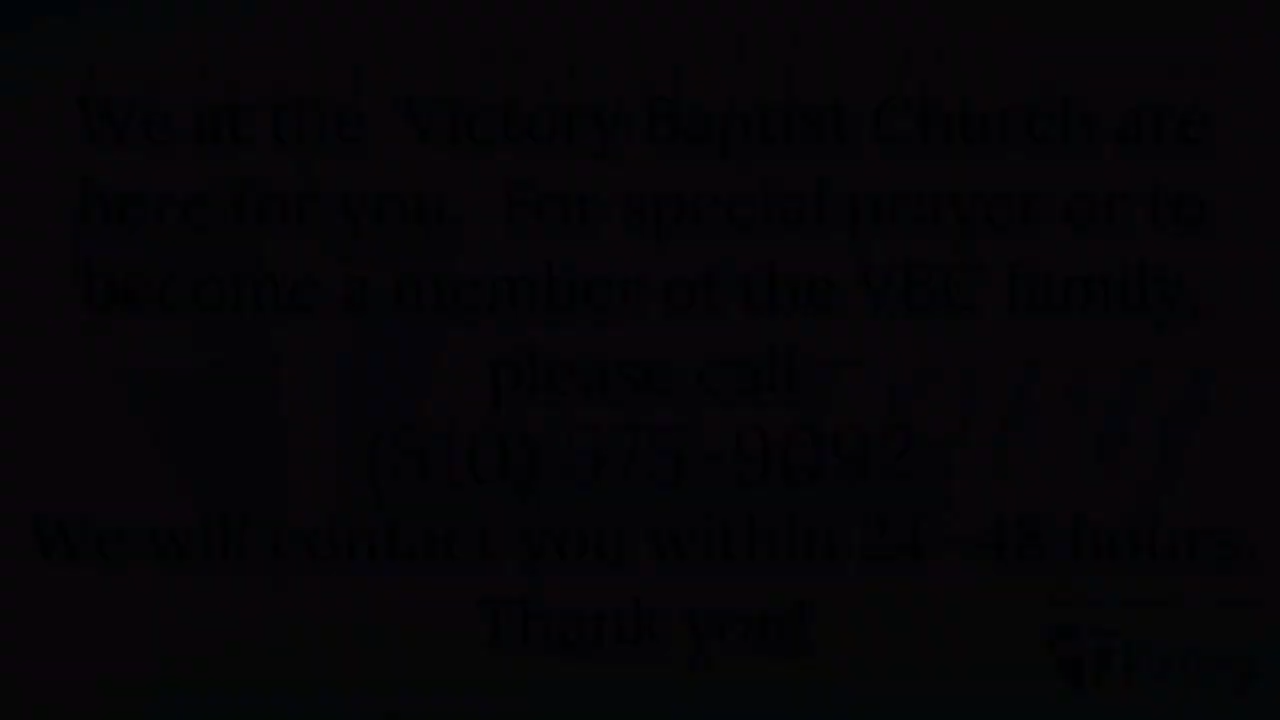 We at the Victory Baptist Church are
here for you. For special prayer or to
become a member of the VBC family,
please call
We will contact you within 24-48 hours.
Thank you!